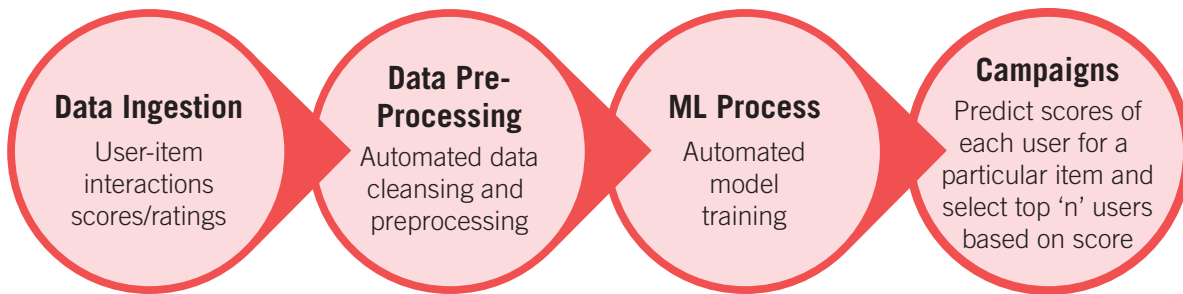 Data Ingestion
User-item
interactions
scores/ratings
Data Pre-
Processing
Automated data
cleansing and
preprocessing
ML Process
Automated
model
training
Campaigns
Predict scores of
each user for a
particular item and
select top ‘n’ users
based on score